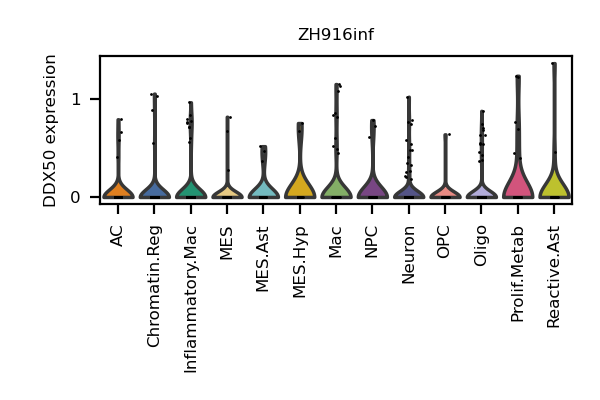 ZH916inf
DDX50 expression
1
0
AC
Chromatin.Reg
Inflammatory.Mac
MES
MES.Ast
MES.Hyp
Mac
NPC
Neuron
OPC
Oligo
Prolif.Metab
Reactive.Ast